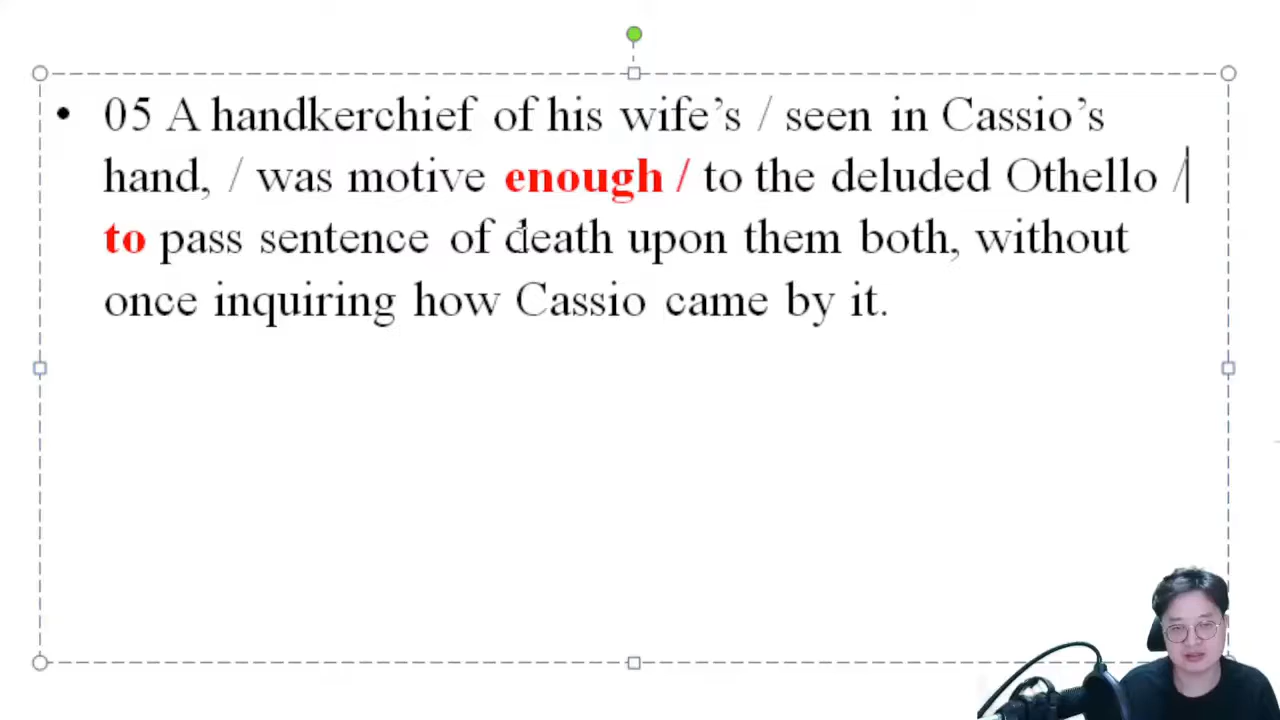 • 05 A handkerchief of his wife’s / seen in Cassio’s
hand, / was motive enough / to the deluded Othello /
to pass sentence of death upon them both, without
once inquiring how Cassio came by it.